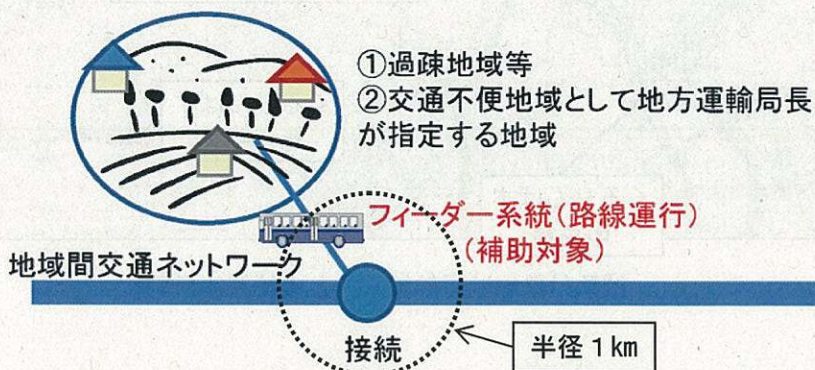 ①過疎地域等
②交通不便地域として地方運輸局長
が指定する地域
フィーダー系統(路線運行)
(補助対象)
地域間交通ネットワーク
接続
半径1km